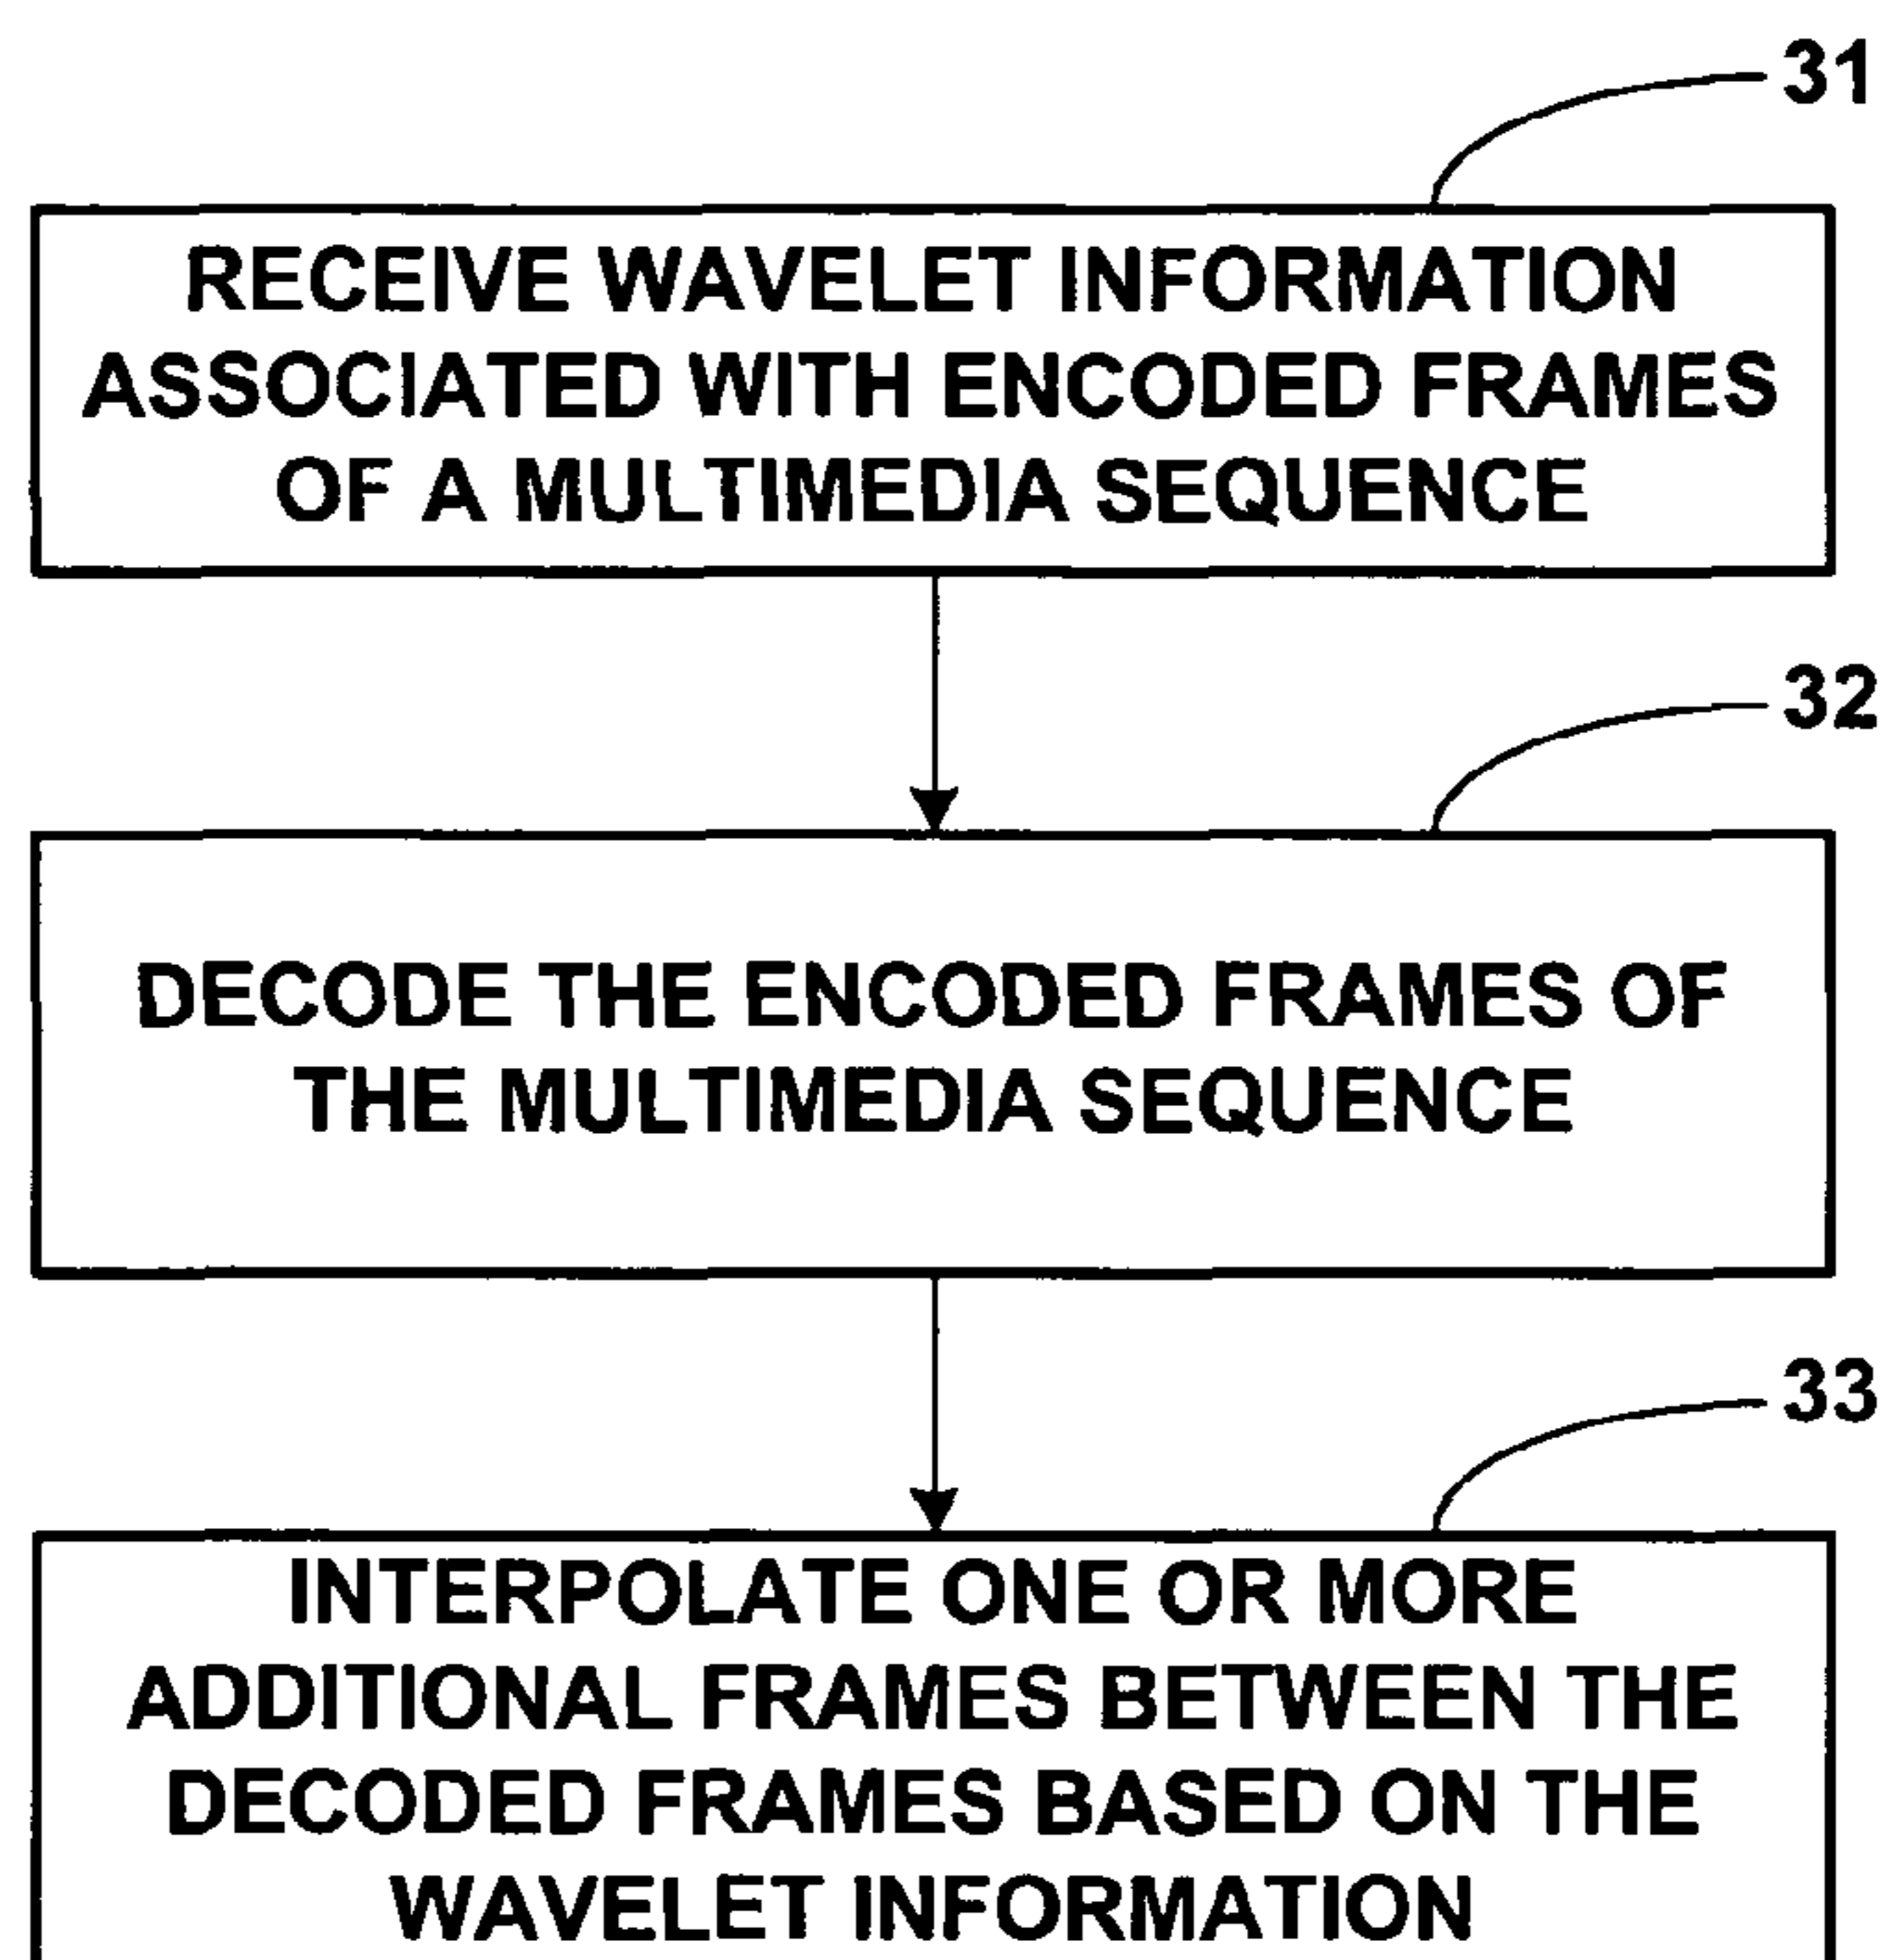 31
RECEIVE WAVELET INFORMATION
ASSOCIATED WITH ENCODED FRAMES
OF A MULTIMEDIA SEQUENCE
32
DECODE THE ENCODED FRAMES OF
THE MULTIMEDIA SEQUENCE
33
INTERPOLATE ONE OR MORE
ADDITIONAL FRAMES BETWEEN THE
DECODED FRAMES BASED ON THE
WAVELET INFORMATION